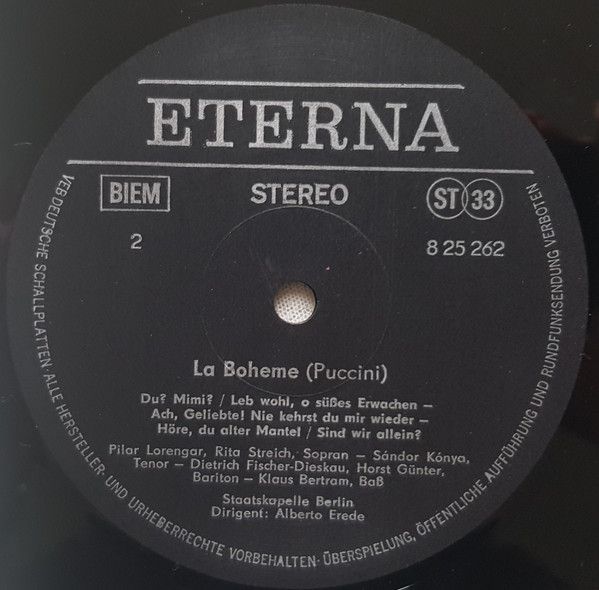 ETERNA
BIEM
STEREO
ST 33
2
8 25 262
La Boheme (Puccini)
Du? Mimi? / Leb wohl, o süßes Erwachen –
Ach, Geliebte! Nie kehrst du mir wieder –
Höre, du alter Mantel / Sind wir allein?
Pilar Lorengar, Rita Streich, Sopran – Sándor Kónya,
Tenor – Dietrich Fischer-Dieskau, Horst Günter,
Bariton – Klaus Bertram, Baß
Staatskapelle Berlin
Dirigent: Alberto Erede
VEB DEUTSCHE SCHALLPLATTEN · ALLE HERSTELLER- UND URHEBERRECHTE VORBEHALTEN · ÜBERSPIELUNG, ÖFFENTLICHE AUFFÜHRUNG UND RUNDFUNKSENDUNG VERBOTEN